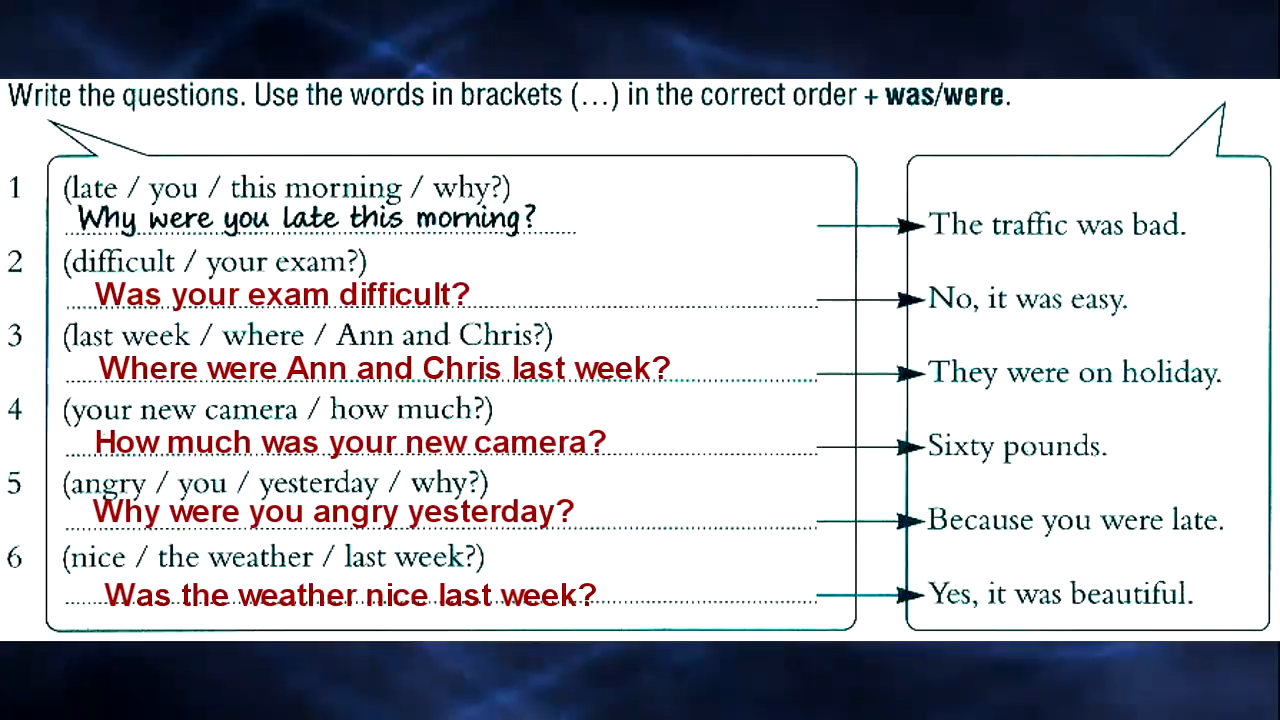 Write the questions. Use the words in brackets (...) in the correct order + was/were.
1 (late / you / this morning / why?)
Why were you late this morning? The traffic was bad.
2 (difficult / your exam?)
Was your exam difficult? No, it was easy.
3 (last week / where / Ann and Chris?)
Where were Ann and Chris last week? They were on holiday.
4 (your new camera / how much?)
How much was your new camera? Sixty pounds.
5 (angry / you / yesterday / why?)
Why were you angry yesterday? Because you were late.
6 (nice / the weather / last week?)
Was the weather nice last week? Yes, it was beautiful.